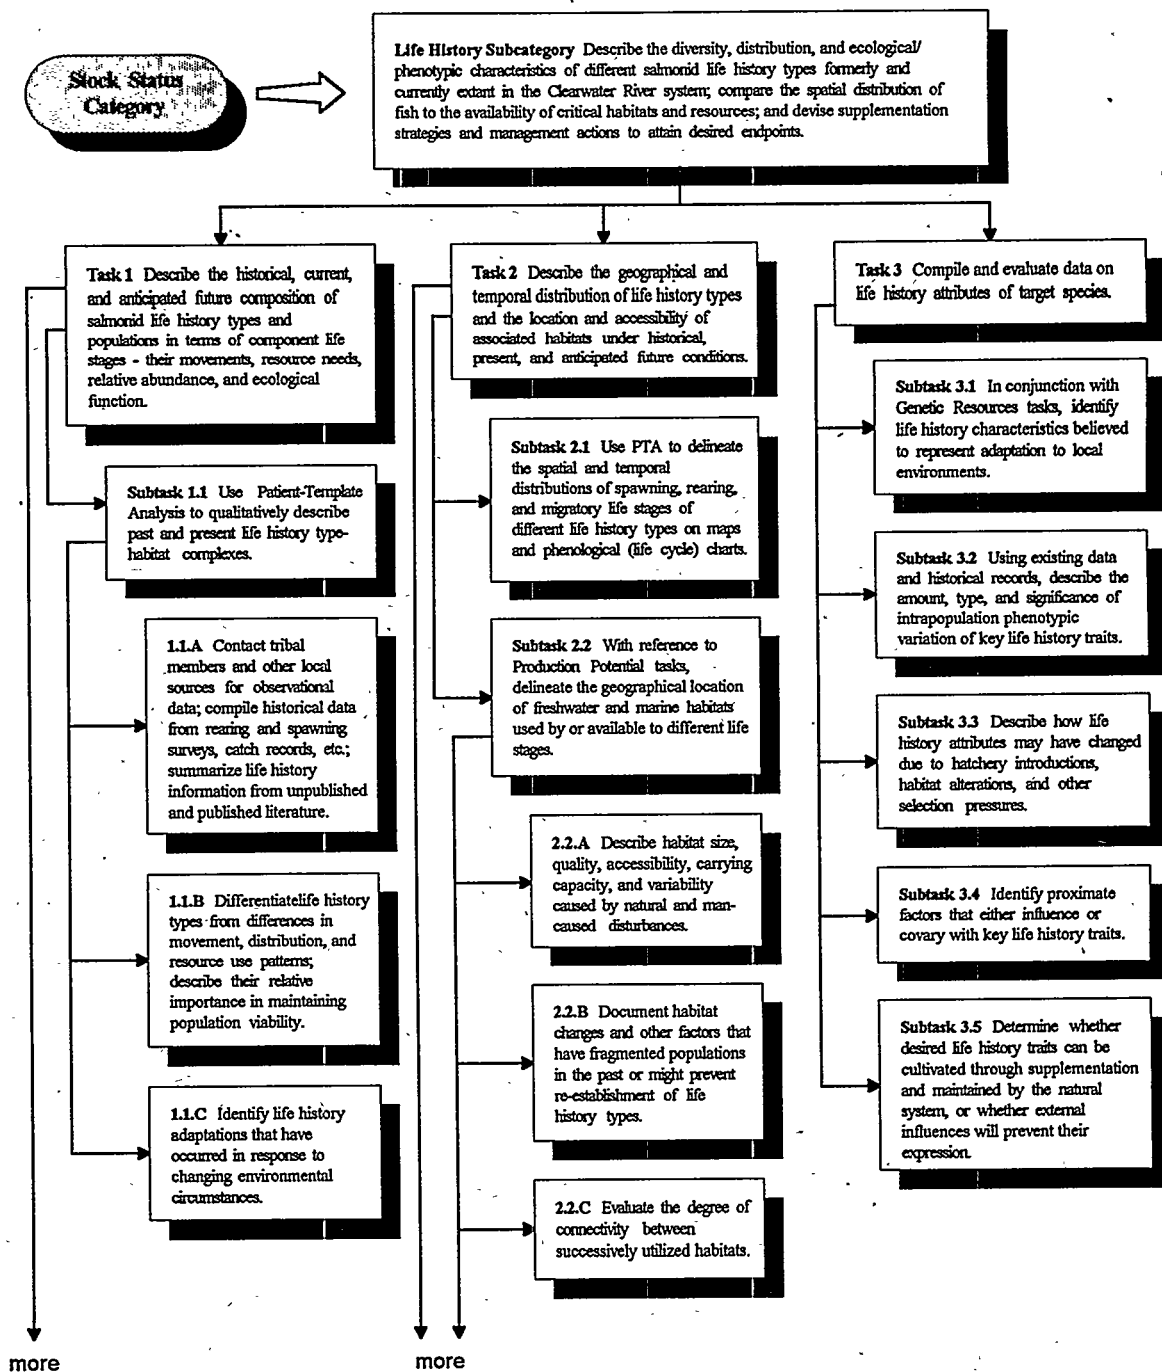 Stock Status
Category
Life History Subcategory Describe the diversity, distribution, and ecological/
phenotypic characteristics of different salmonid life history types formerly and
currently extant in the Clearwater River system; compare the spatial distribution of
fish to the availability of critical habitats and resources; and devise supplementation
strategies and management actions to attain desired endpoints.
Task 1 Describe the historical, current,
and anticipated future composition of
salmonid life history types and
populations in terms of component life
stages - their movements, resource needs,
relative abundance, and ecological
function.
Subtask 1.1 Use Patient-Template
Analysis to qualitatively describe
past and present life history type-
habitat complexes.
1.1.A Contact tribal
members and other local
sources for observational
data; compile historical data
from rearing and spawning
surveys, catch records, etc.;
summarize life history
information from unpublished
and published literature.
1.1.B Differentiatelife history
types from differences in
movement, distribution, and
resource use patterns;
describe their relative
importance in maintaining
population viability.
1.1.C Identify life history
adaptations that have
occurred in response to
changing environmental
circumstances.
more
Task 2 Describe the geographical and
temporal distribution of life history types
and the location and accessibility of
associated habitats under historical,
present, and anticipated future conditions.
Subtask 2.1 Use PTA to delineate
the spatial and temporal
distributions of spawning, rearing,
and migratory life stages of
different life history types on maps
and phenological (life cycle) charts.
Subtask 2.2 With reference to
Production Potential tasks,
delineate the geographical location
of freshwater and marine habitats
used by or available to different life
stages.
2.2.A Describe habitat size,
quality, accessibility, carrying
capacity, and variability
caused by natural and man-
caused disturbances.
2.2.B Document habitat
changes and other factors that
have fragmented populations
in the past or might prevent
re-establishment of life
history types.
2.2.C Evaluate the degree of
connectivity between
successively utilized habitats.
more
Task 3 Compile and evaluate data on
life history attributes of target species.
Subtask 3.1 In conjunction with
Genetic Resources tasks, identify
life history characteristics believed
to represent adaptation to local
environments.
Subtask 3.2 Using existing data
and historical records, describe the
amount, type, and significance of
intrapopulation phenotypic
variation of key life history traits.
Subtask 3.3 Describe how life
history attributes may have changed
due to hatchery introductions,
habitat alterations, and other
selection pressures.
Subtask 3.4 Identify proximate
factors that either influence or
covary with key life history traits.
Subtask 3.5 Determine whether
desired life history traits can be
cultivated through supplementation
and maintained by the natural
system, or whether external
influences will prevent their
expression.